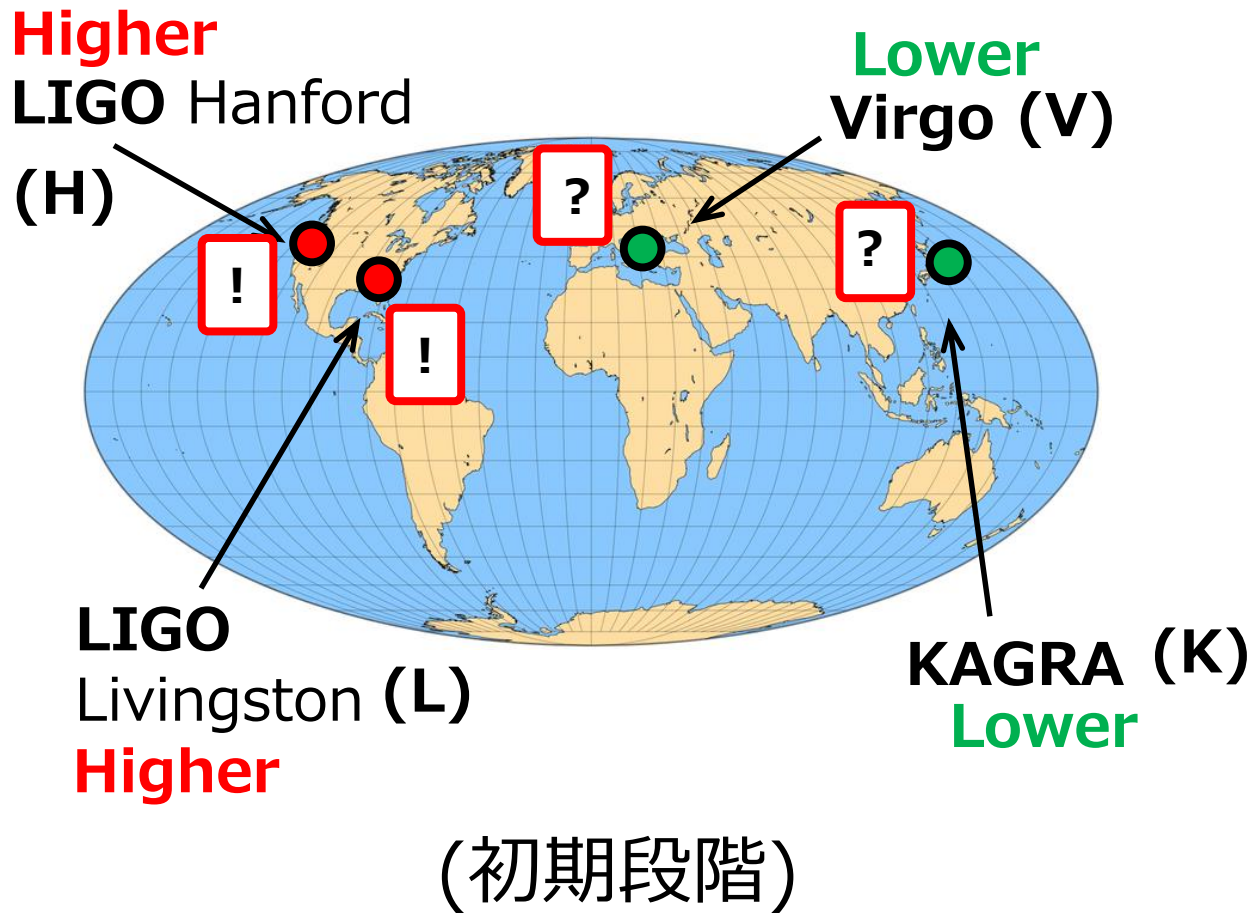 Higher
LIGO Hanford
(H)
Lower
Virgo (V)
?
?
!
!
LIGO
Livingston (L)
Higher
KAGRA (K)
Lower
(初期段階)